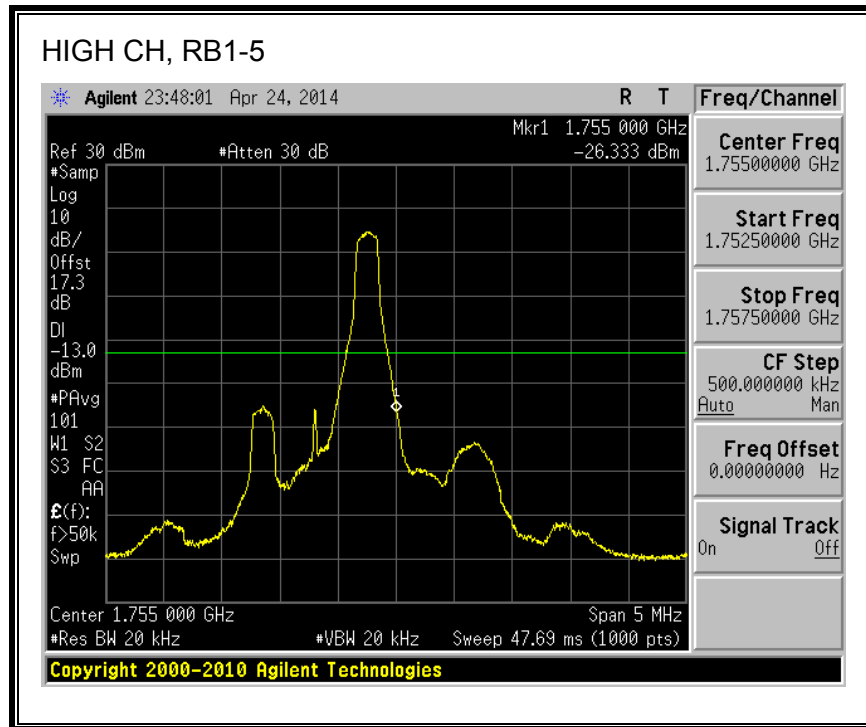 HIGH CH, RB1-5
Agilent 23:48:01 Apr 24, 2014 R T
Mkr1 1.755 000 GHz
Ref 30 dBm #Atten 30 dB -26.333 dBm
#Samp
Log
10
dB/
Offst
17.3
dB
DI
-13.0
dBm
#PAvg
101
W1 S2
S3 FC
AA
£(f):
f>50k
Swp
1
Center 1.755 000 GHz Span 5 MHz
#Res BW 20 kHz #VBW 20 kHz Sweep 47.69 ms (1000 pts)
Copyright 2000-2010 Agilent Technologies
Freq/Channel
Center Freq
1.75500000 GHz
Start Freq
1.75250000 GHz
Stop Freq
1.75750000 GHz
CF Step
500.000000 kHz
Auto Man
Freq Offset
0.00000000 Hz
Signal Track
On Off